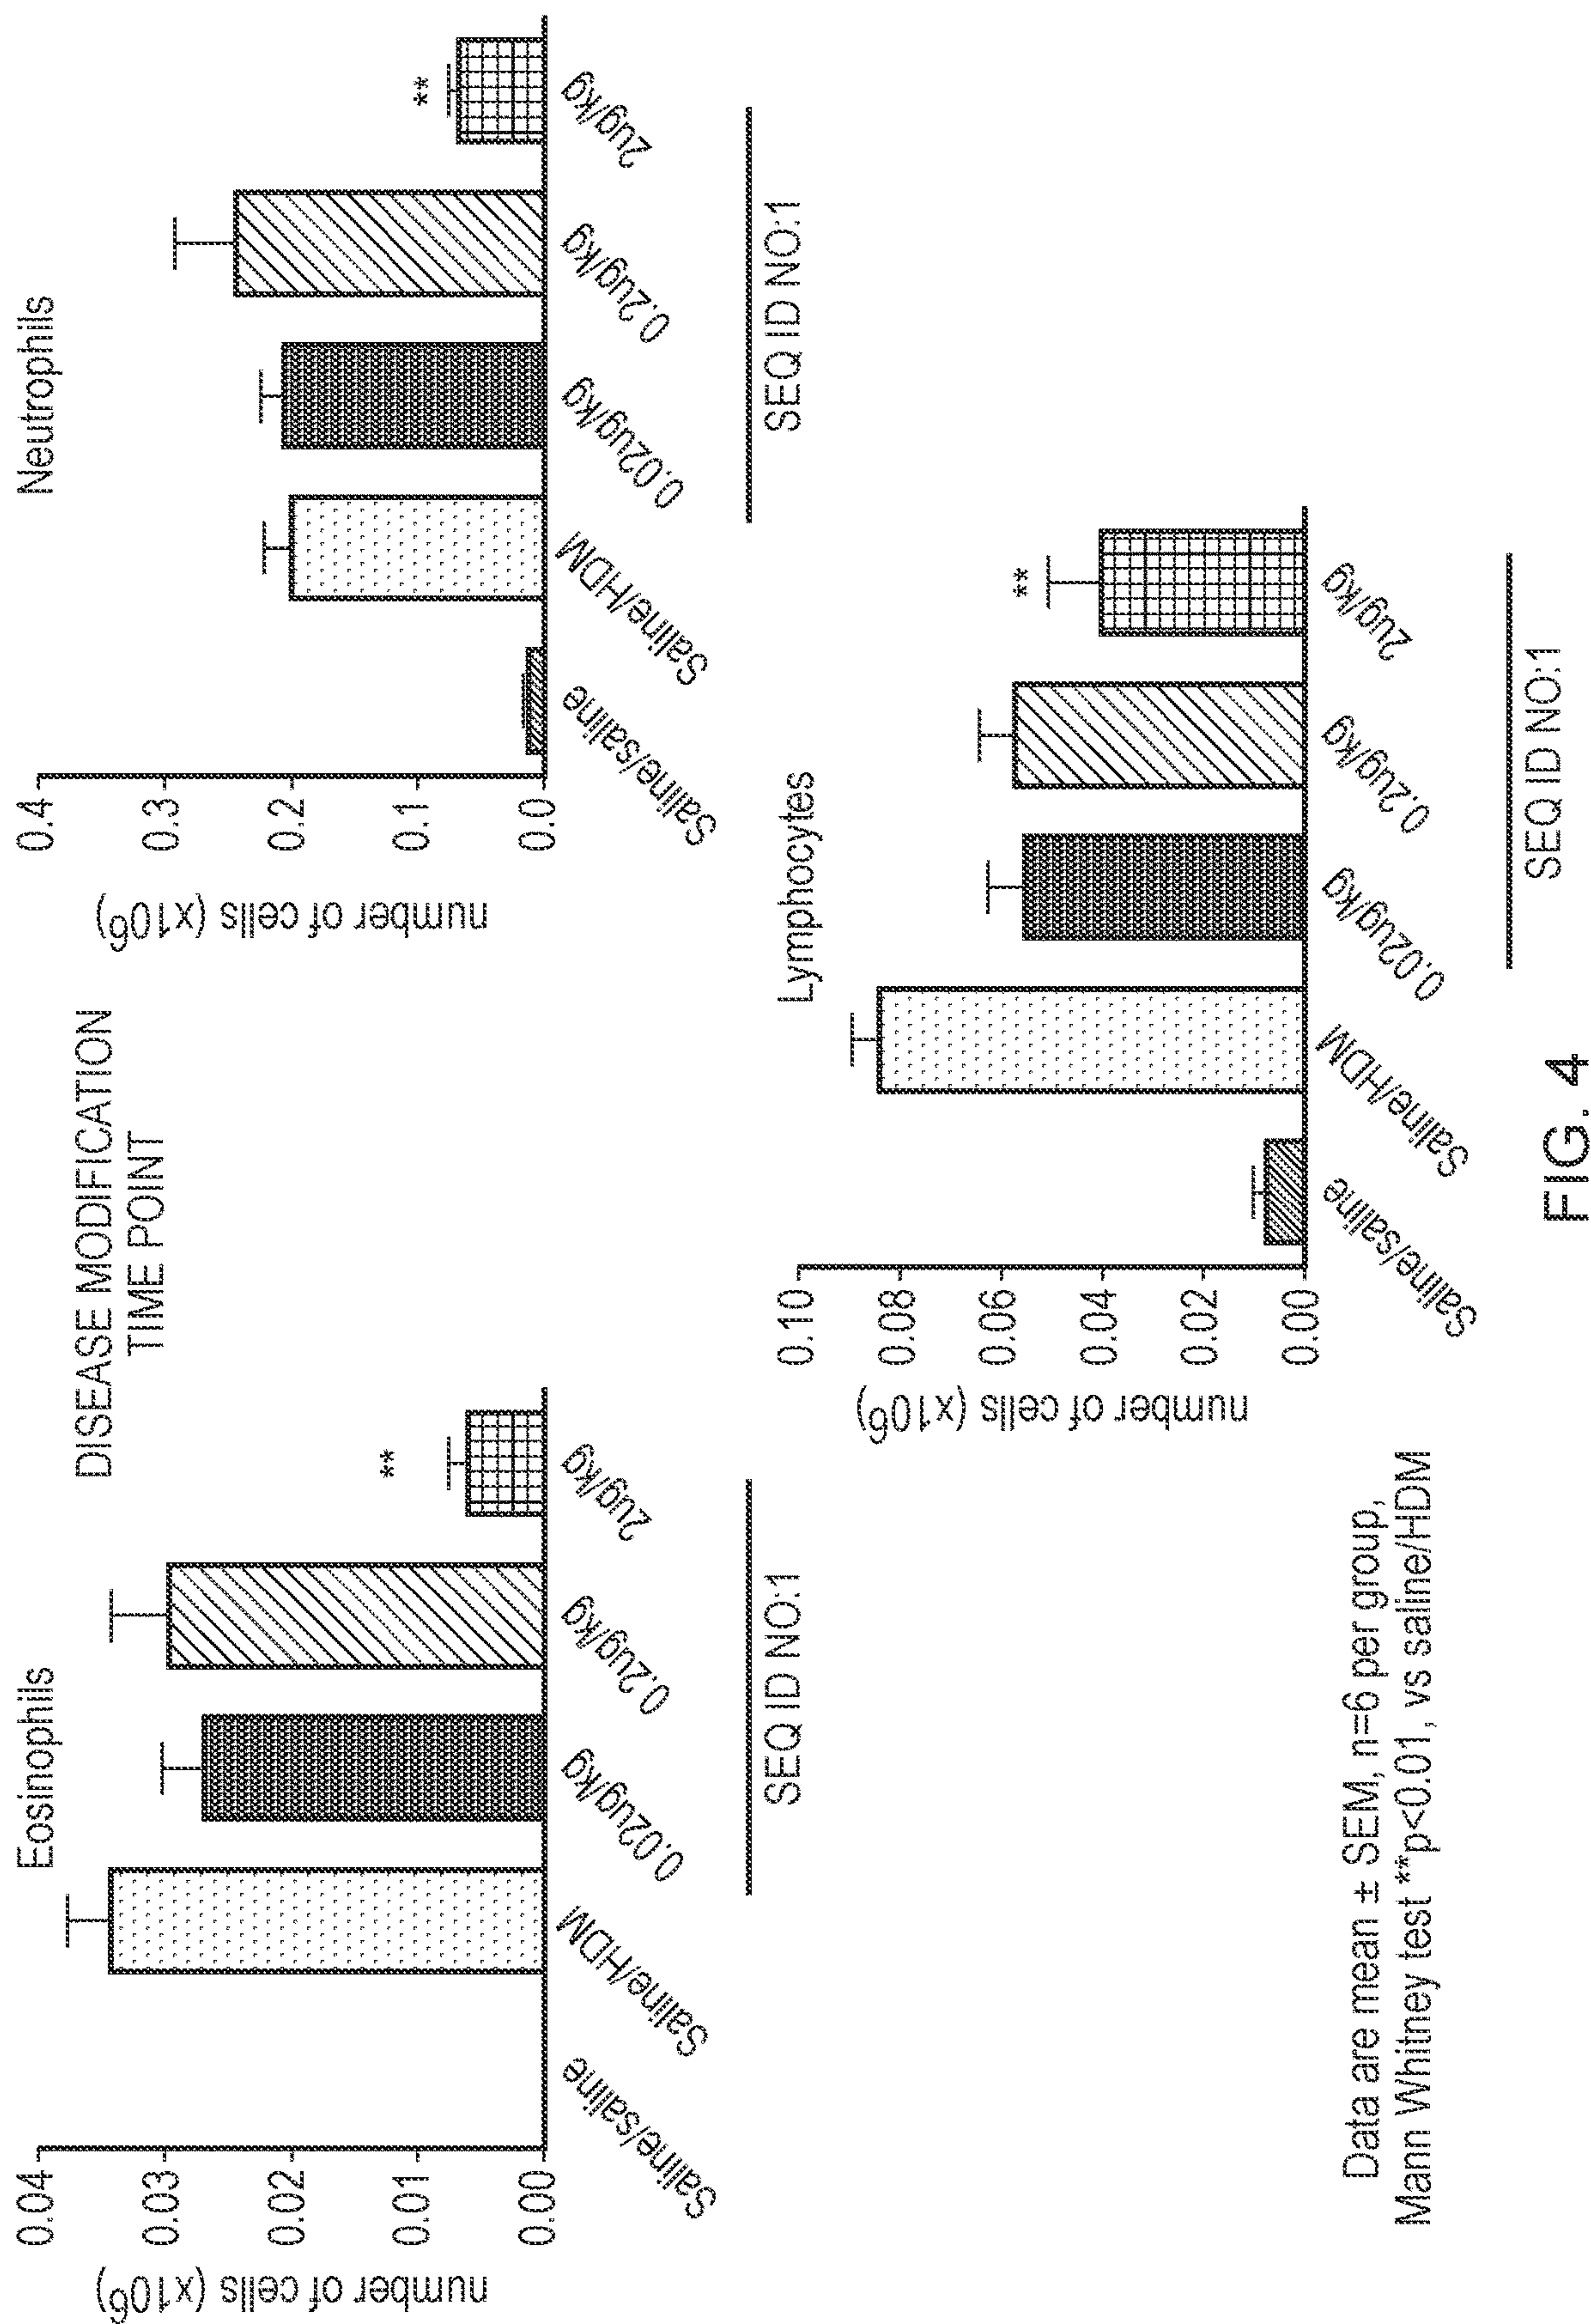 DISEASE MODIFICATION
TIME POINT
Eosinophils
number of cells (x10⁶)
0.04
0.03
0.02
0.01
0.00
Saline/saline
Saline/HDM
0.02ug/kg
0.2ug/kg
2ug/kg
**
SEQ ID NO:1
Neutrophils
number of cells (x10⁶)
0.4
0.3
0.2
0.1
0.0
Saline/saline
Saline/HDM
0.02ug/kg
0.2ug/kg
2ug/kg
**
SEQ ID NO:1
Lymphocytes
number of cells (x10⁶)
0.10
0.08
0.06
0.04
0.02
0.00
Saline/saline
Saline/HDM
0.02ug/kg
0.2ug/kg
2ug/kg
**
SEQ ID NO:1
Data are mean ± SEM, n=6 per group,
Mann Whitney test **p<0.01, vs saline/HDM
FIG. 4